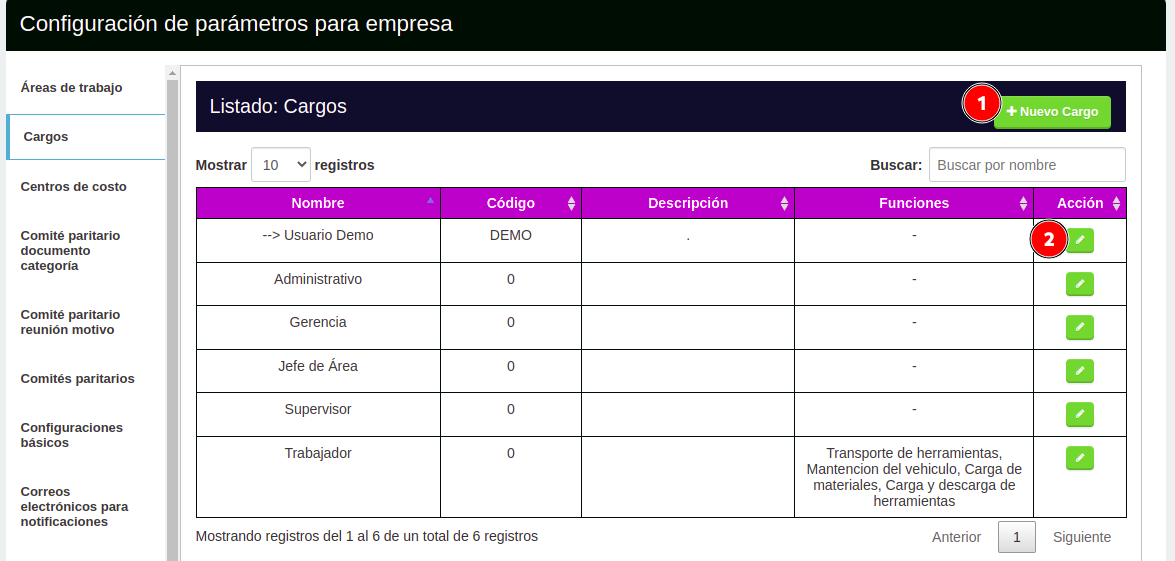 Configuración de parámetros para empresa
Áreas de trabajo
Cargos
Centros de costo
Comité paritario
documento
categoría
Comité paritario
reunión motivo
Comités paritarios
Configuraciones
básicos
Correos
electrónicos para
notificaciones
Listado: Cargos
1
+ Nuevo Cargo
Mostrar 10 registros
Buscar: Buscar por nombre
Nombre Código Descripción Funciones Acción
--> Usuario Demo DEMO . - 2
Administrativo 0 -
Gerencia 0 -
Jefe de Área 0 -
Supervisor 0 -
Trabajador 0 Transporte de herramientas,
Mantencion del vehiculo, Carga de
materiales, Carga y descarga de
herramientas
Mostrando registros del 1 al 6 de un total de 6 registros
Anterior 1 Siguiente